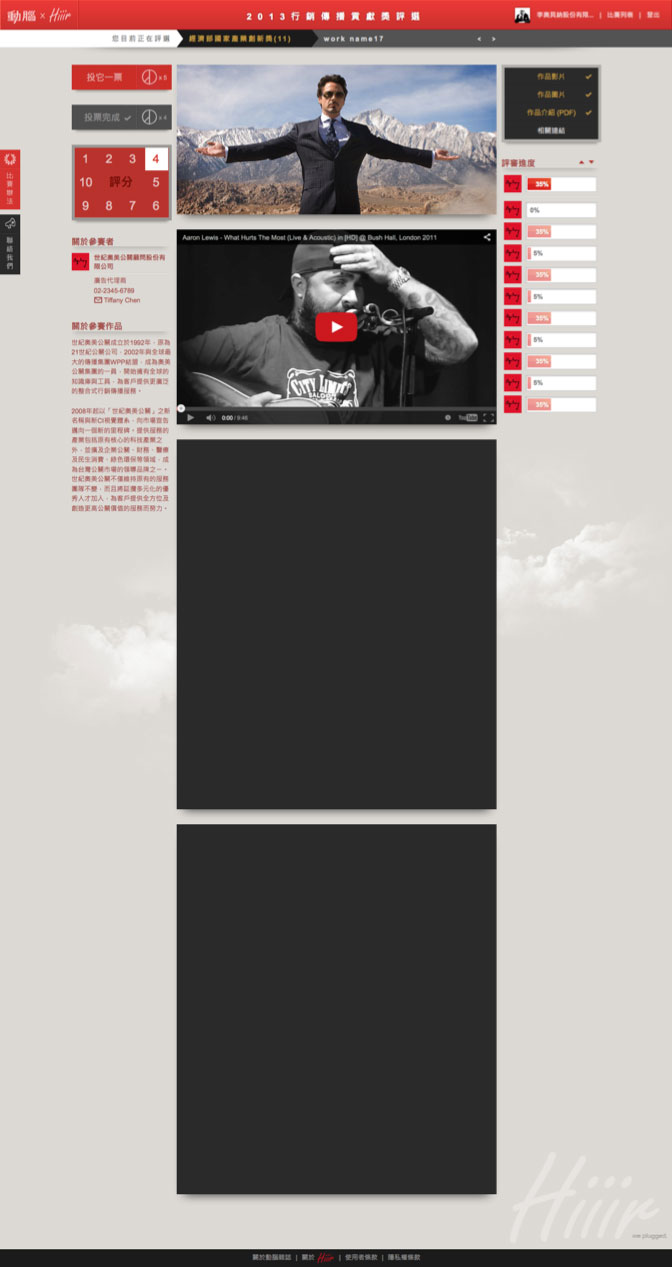 動腦 × Hiiir
2013行銷傳播貢獻獎評選
比賽列表 | 登出
您目前正在評選
經濟部國家產業創新獎(11)
work name17
< >
投它一票 x 5
投票完成 x 4
1 2 3 4
10 評分 5
9 8 7 6
比賽辦法
聯絡我們
關於參賽者
世紀奧美公關顧問股份有
限公司
廣告代理商
02-2345-6789
Tiffany Chen
關於參賽作品
世紀奧美公關成立於1992年，原為
21世紀公關公司，2002年與全球最
大的傳播集團WPP結盟，成為奧美
公關集團的一員，開始擁有全球的
知識庫與工具，為客戶提供更廣泛
的整合式行銷傳播服務。
2008年起以「世紀奧美公關」之新
名稱與新CI視覺體系，向市場宣告
邁向一個新的里程碑。提供服務的
產業包括原有核心的科技產業之
外，並擴及企業公關、財務、醫療
及民生消費、綠色環保等領域，成
為台灣公關市場的領導品牌之一。
世紀奧美公關不僅維持原有的服務
團隊不變，而且將延攬多元化的優
秀人才加入，為客戶提供全方位及
創造更高公關價值的服務而努力。
Aaron Lewis - What Hurts The Most (Live & Acoustic) in [HD] @ Bush Hall, London 2011
CITY LIMITS
SALOON
0:00 / 9:46
YouTube
作品影片
作品圖片
作品介紹 (PDF)
相關連結
評審進度
35%
0%
35%
5%
35%
5%
35%
5%
35%
5%
35%
Hiiir
we plugged.
關於動腦雜誌 | 關於 Hiiir | 使用者條款 | 隱私權條款